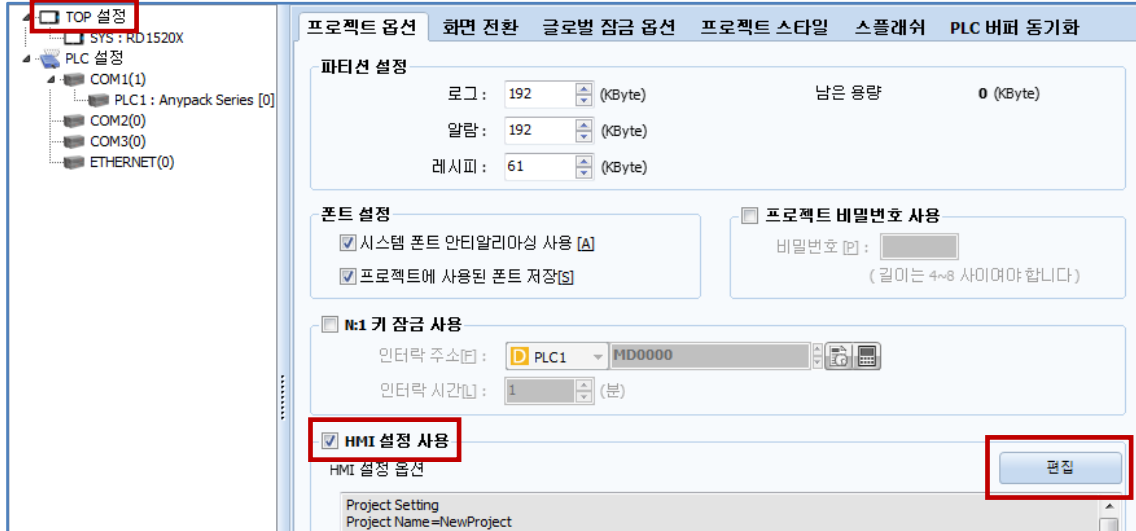 TOP 설정
SYS : RD1520X
PLC 설정
COM1(1)
PLC1 : Anypack Series [0]
COM2(0)
COM3(0)
ETHERNET(0)
프로젝트 옵션 화면 전환 글로벌 잠금 옵션 프로젝트 스타일 스플래쉬 PLC 버퍼 동기화
파티션 설정
로그 : 192 (KByte) 남은 용량 0 (KByte)
알람 : 192 (KByte)
레시피 : 61 (KByte)
폰트 설정
시스템 폰트 안티알리아싱 사용 [A]
프로젝트에 사용된 폰트 저장[S]
프로젝트 비밀번호 사용
비밀번호 [P] :
( 길이는 4~8 사이여야 합니다 )
N:1 키 잠금 사용
인터락 주소[F] : D PLC1 MD0000
인터락 시간[L] : 1 (분)
HMI 설정 사용
HMI 설정 옵션 편집
Project Setting
Project Name=NewProject